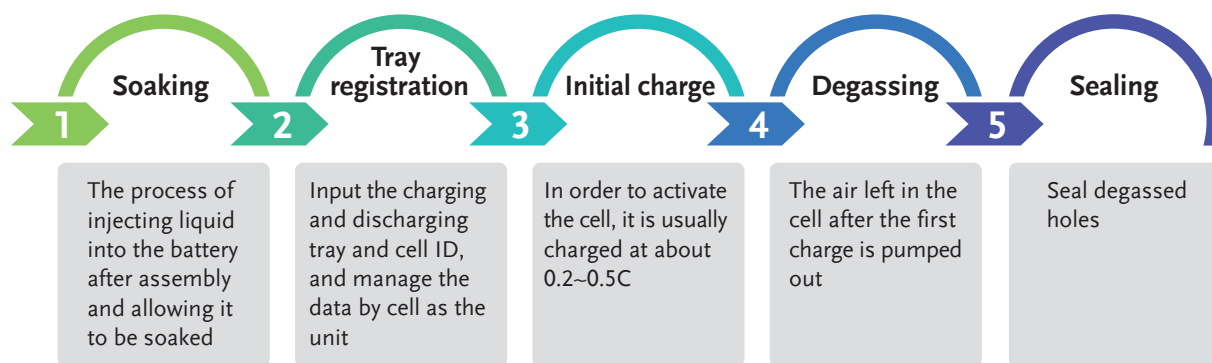 1
Soaking
The process of
injecting liquid
into the battery
after assembly
and allowing it
to be soaked
2
Tray
registration
Input the charging
and discharging
tray and cell ID,
and manage the
data by cell as the
unit
3
Initial charge
In order to activate
the cell, it is usually
charged at about
0.2~0.5C
4
Degassing
The air left in the
cell after the first
charge is pumped
out
5
Sealing
Seal degassed
holes